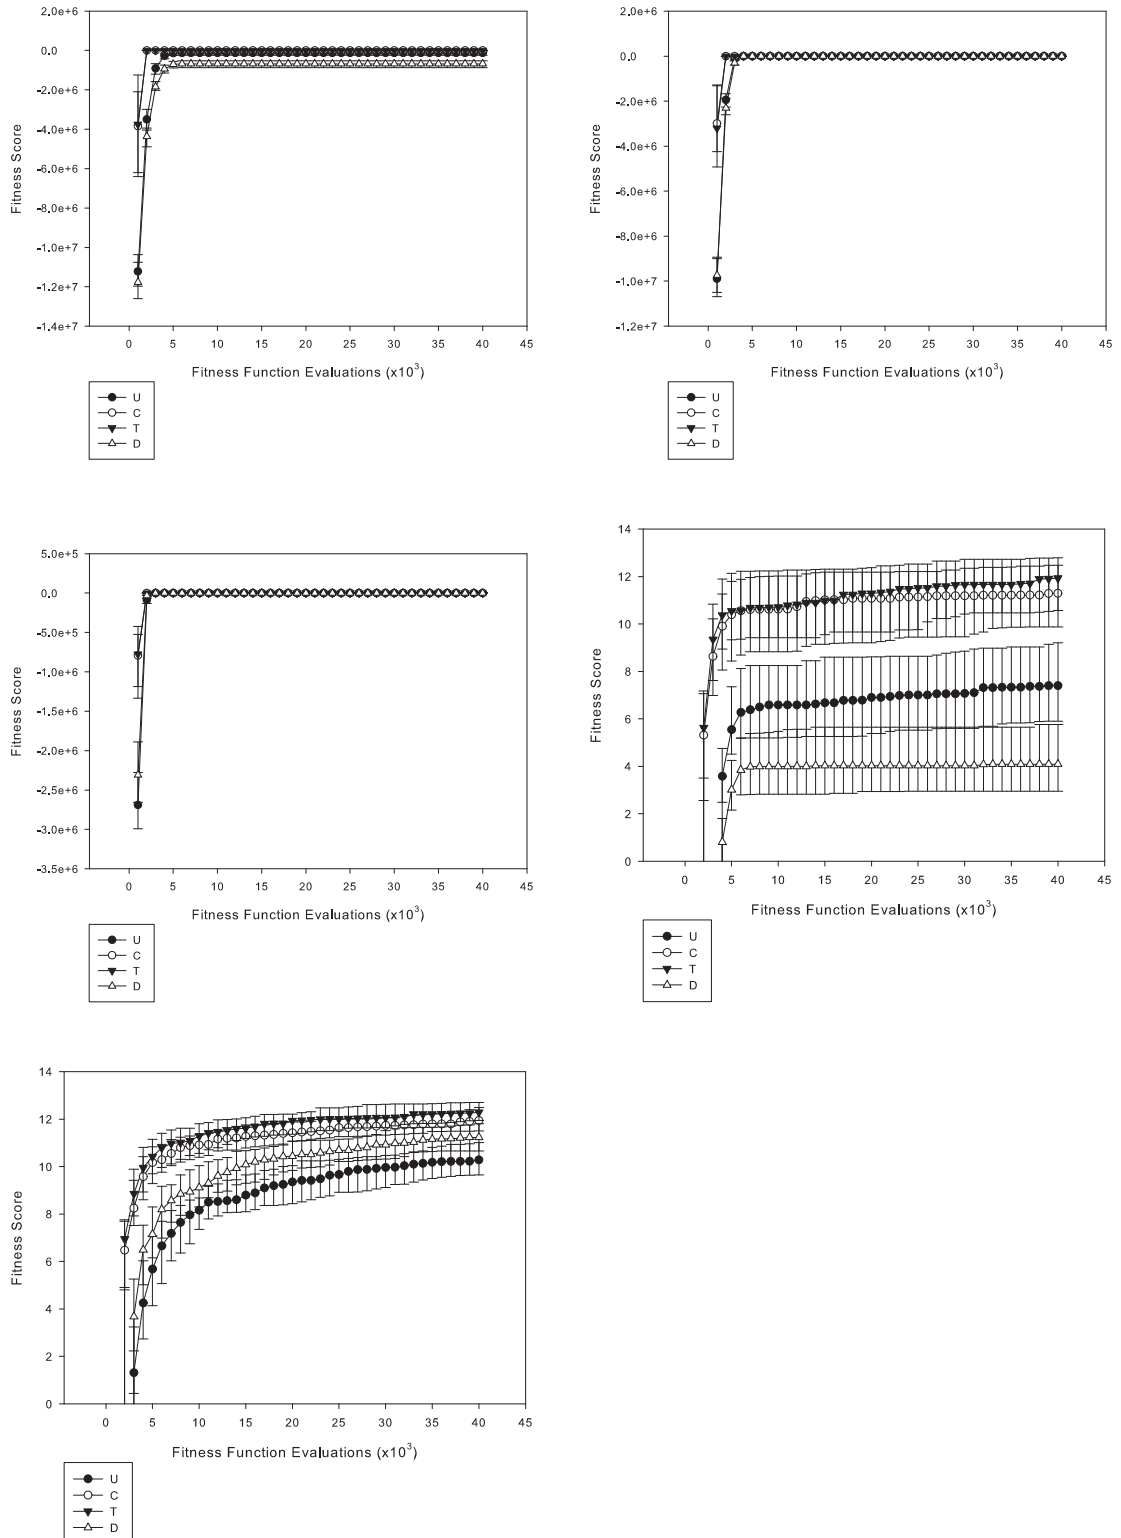 2.0e+6
0.0
-2.0e+6
-4.0e+6
-6.0e+6
-8.0e+6
-1.0e+7
-1.2e+7
-1.4e+7
Fitness Score
0 5 10 15 20 25 30 35 40 45
Fitness Function Evaluations (x10³)
U
C
T
D
2.0e+6
0.0
-2.0e+6
-4.0e+6
-6.0e+6
-8.0e+6
-1.0e+7
-1.2e+7
Fitness Score
0 5 10 15 20 25 30 35 40 45
Fitness Function Evaluations (x10³)
U
C
T
D
5.0e+5
0.0
-5.0e+5
-1.0e+6
-1.5e+6
-2.0e+6
-2.5e+6
-3.0e+6
-3.5e+6
Fitness Score
0 5 10 15 20 25 30 35 40 45
Fitness Function Evaluations (x10³)
U
C
T
D
14
12
10
8
6
4
2
0
Fitness Score
0 5 10 15 20 25 30 35 40 45
Fitness Function Evaluations (x10³)
U
C
T
D
14
12
10
8
6
4
2
0
Fitness Score
0 5 10 15 20 25 30 35 40 45
Fitness Function Evaluations (x10³)
U
C
T
D